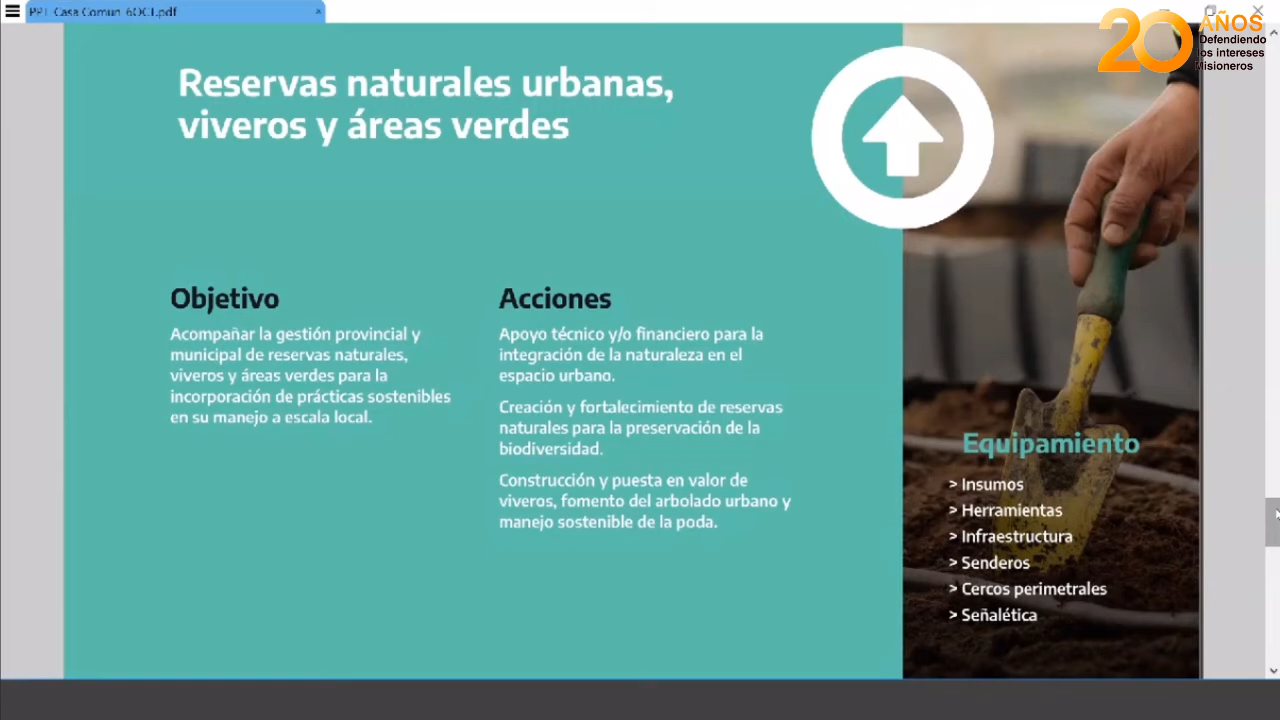 PPT Casa Comun_6OCT.pdf
20 AÑOS
Defendiendo
los intereses
Misioneros
Reservas naturales urbanas,
viveros y áreas verdes
Objetivo
Acompañar la gestión provincial y
municipal de reservas naturales,
viveros y áreas verdes para la
incorporación de prácticas sostenibles
en su manejo a escala local.
Acciones
Apoyo técnico y/o financiero para la
integración de la naturaleza en el
espacio urbano.
Creación y fortalecimiento de reservas
naturales para la preservación de la
biodiversidad.
Construcción y puesta en valor de
viveros, fomento del arbolado urbano y
manejo sostenible de la poda.
Equipamiento
> Insumos
> Herramientas
> Infraestructura
> Senderos
> Cercos perimetrales
> Señalética